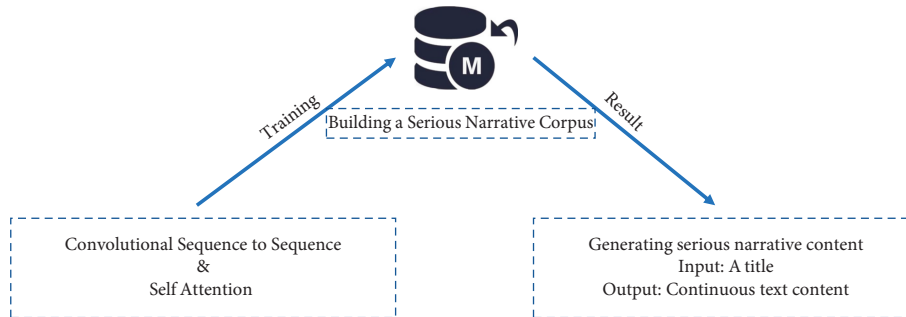 M
Training
Result
Building a Serious Narrative Corpus
Convolutional Sequence to Sequence
&
Self Attention
Generating serious narrative content
Input: A title
Output: Continuous text content